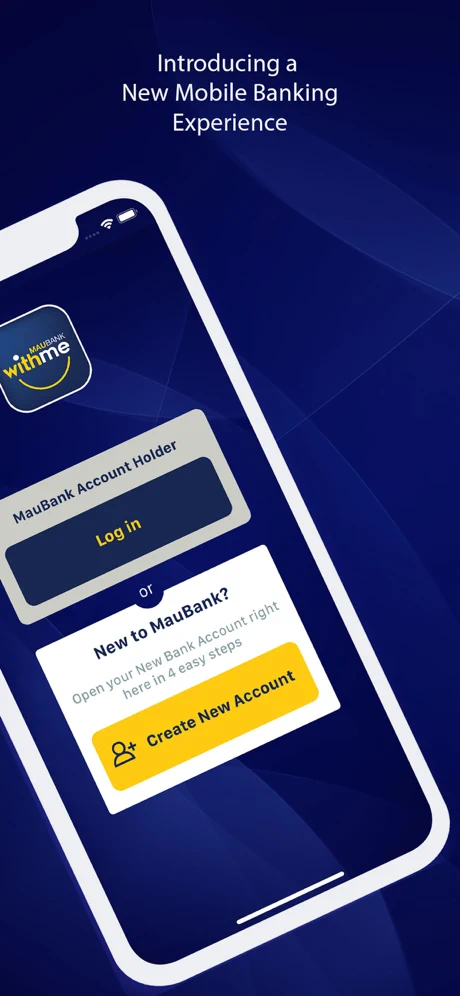 Introducing a
New Mobile Banking
Experience
MAUBANK
withme
MauBank Account Holder
Log in
or
New to MauBank?
Open your New Bank Account right
here in 4 easy steps
Create New Account